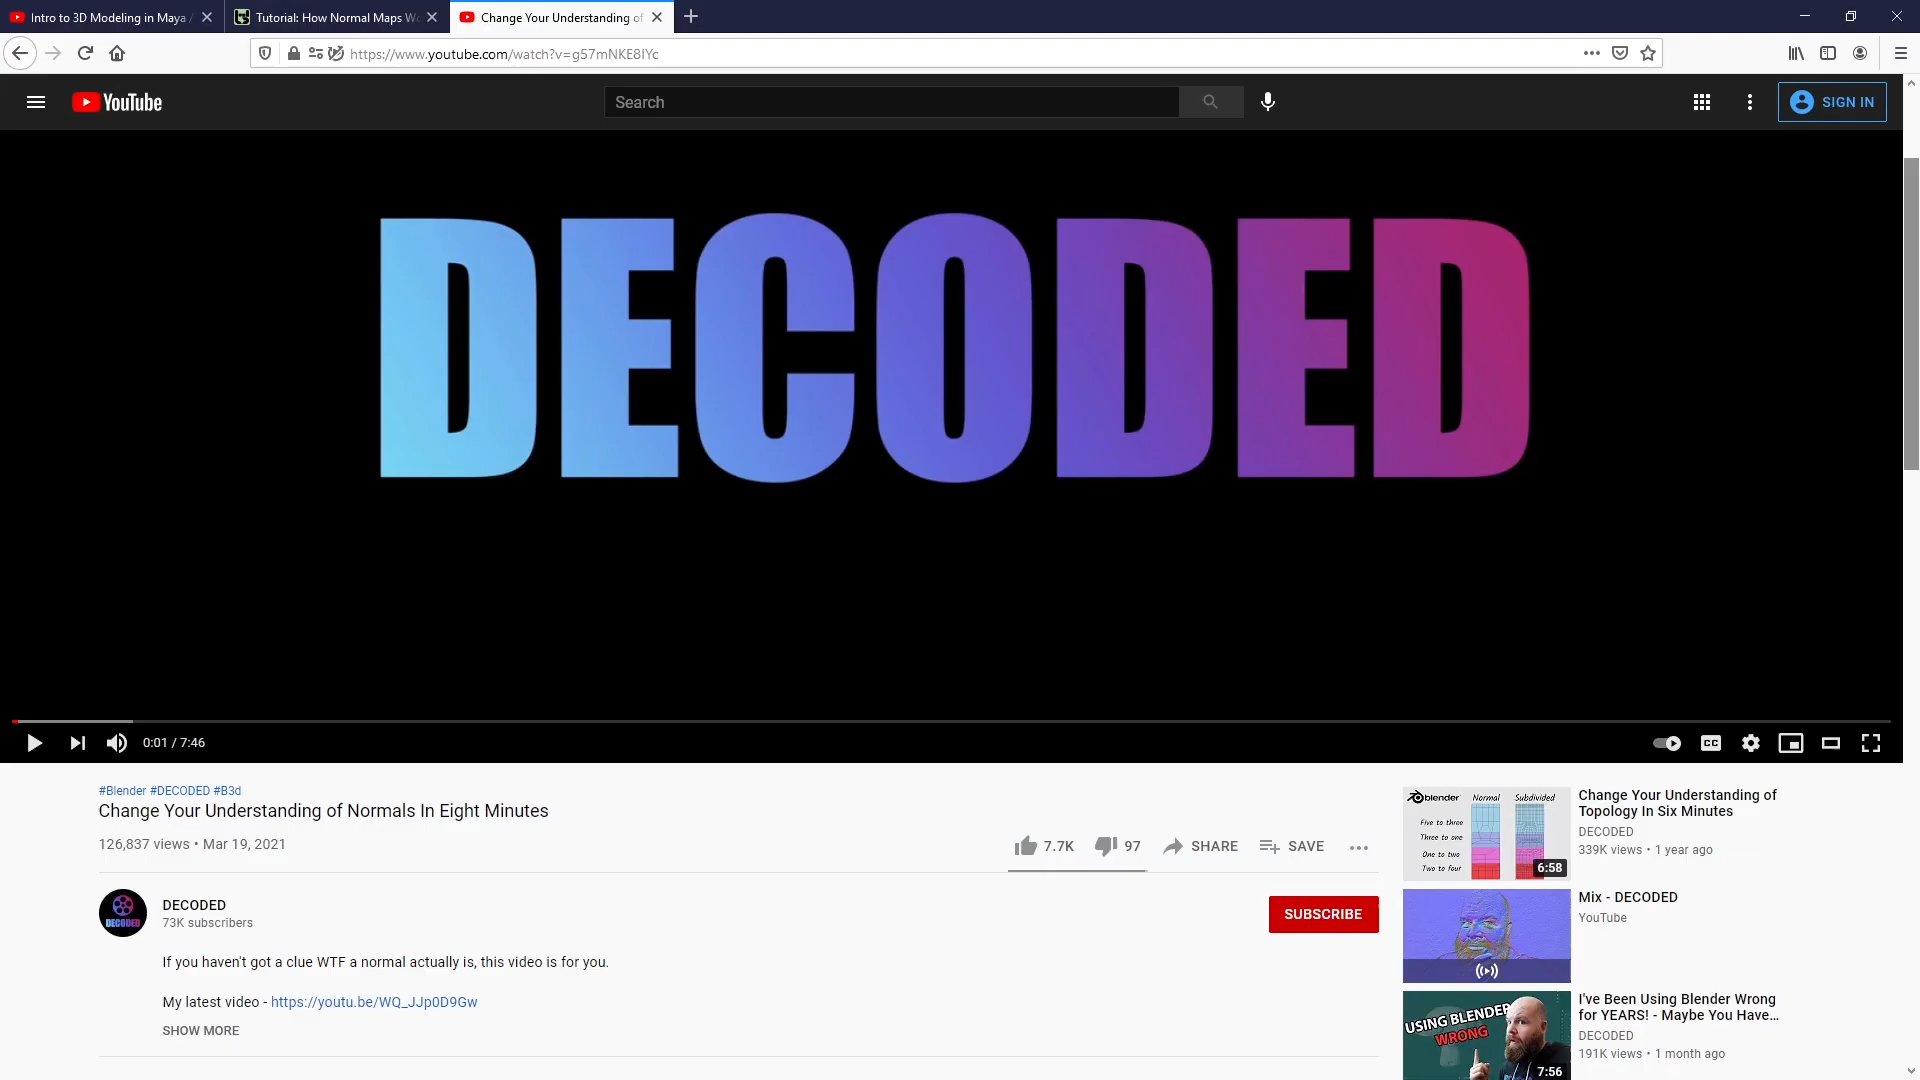 Intro to 3D Modeling in Maya /
Tutorial: How Normal Maps Wo
Change Your Understanding of
https://www.youtube.com/watch?v=g57mNKE8lYc
YouTube
Search
SIGN IN
DECODED
0:01 / 7:46
CC
#Blender #DECODED #B3d
Change Your Understanding of Normals In Eight Minutes
126,837 views • Mar 19, 2021
7.7K
97
SHARE
SAVE
DECODED
DECODED
73K subscribers
SUBSCRIBE
If you haven't got a clue WTF a normal actually is, this video is for you.
My latest video - https://youtu.be/WQ_JJp0D9Gw
SHOW MORE
blender Normal Subdivided
Five to three
Three to one
One to two
Two to four
6:58
Change Your Understanding of
Topology In Six Minutes
DECODED
339K views • 1 year ago
Mix - DECODED
YouTube
USING BLENDER
WRONG
7:56
I've Been Using Blender Wrong
for YEARS! - Maybe You Have...
DECODED
191K views • 1 month ago